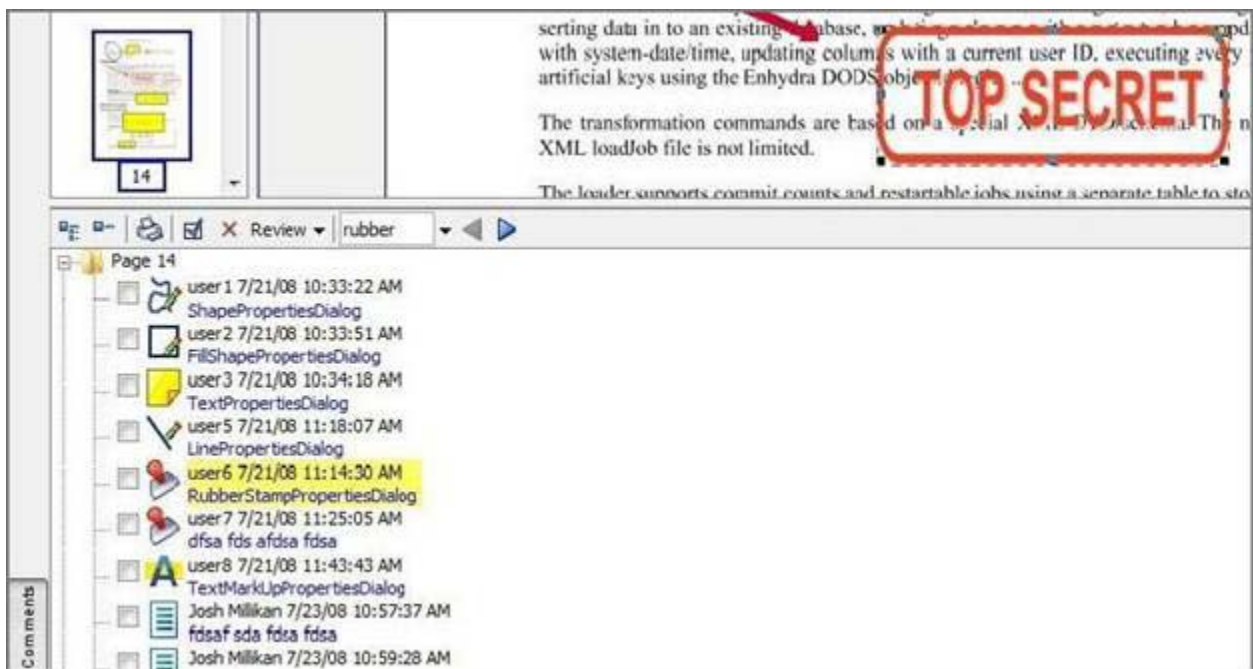 serting data in to an existing
with system-date/time, updating columns with a current user ID, executing every
artificial keys using the Enhydra DODS
TOP SECRET
The transformation commands are based on a special
XML loadJob file is not limited.
The loader supports commit counts and restartable jobs using a separate table to sto
14
Review
rubber
Page 14
user1 7/21/08 10:33:22 AM
ShapePropertiesDialog
user2 7/21/08 10:33:51 AM
FillShapePropertiesDialog
user3 7/21/08 10:34:18 AM
TextPropertiesDialog
user5 7/21/08 11:18:07 AM
LinePropertiesDialog
user6 7/21/08 11:14:30 AM
RubberStampPropertiesDialog
user7 7/21/08 11:25:05 AM
dfsa fds afdsa fdsa
user8 7/21/08 11:43:43 AM
TextMarkUpPropertiesDialog
Josh Millikan 7/23/08 10:57:37 AM
fdsaf sda fdsa fdsa
Josh Millikan 7/23/08 10:59:28 AM
Comments